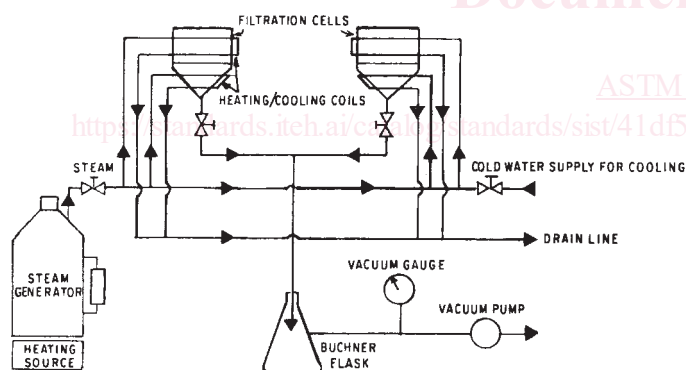 Documen
FILTRATION CELLS
ASTM
HEATING/COOLING COILS
https://standards.iteh.ai/catalog/standards/sist/41df5
STEAM
COLD WATER SUPPLY FOR COOLING
DRAIN LINE
STEAM
GENERATOR
VACUUM GAUGE
VACUUM PUMP
HEATING
SOURCE
BUCHNER
FLASK